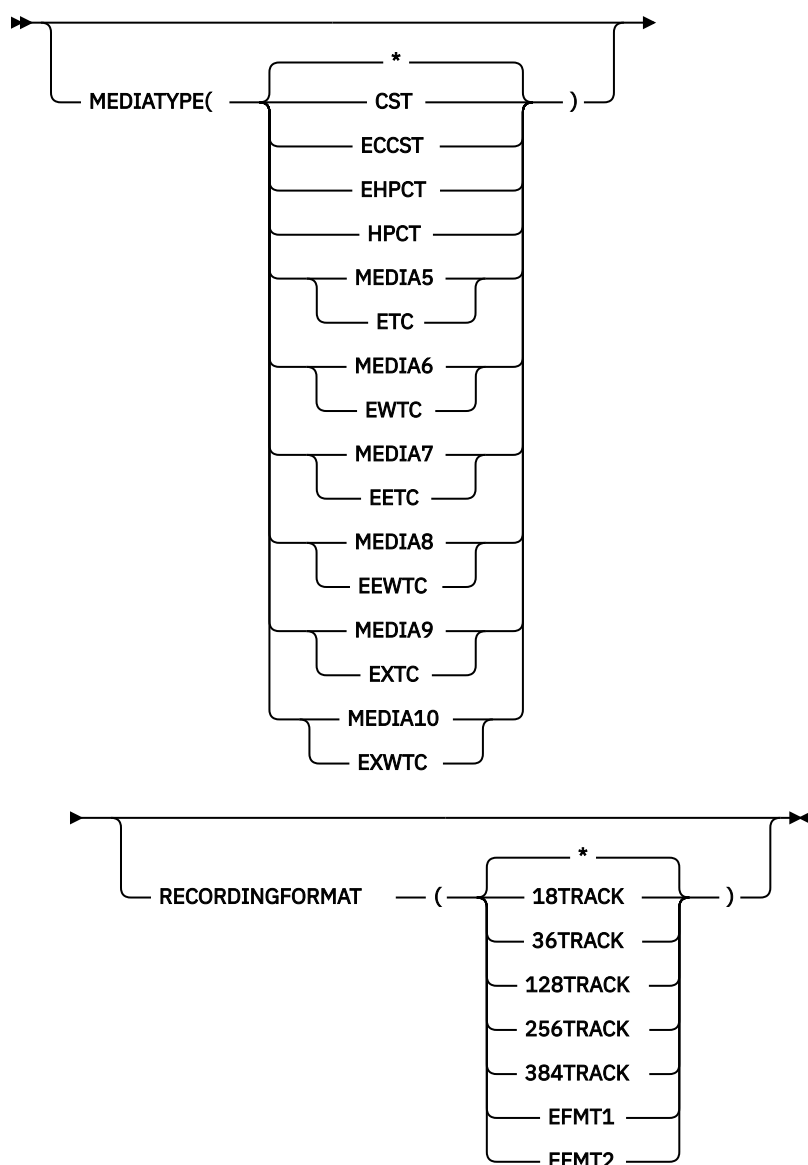 *
MEDIATYPE( CST )
ECCST
EHPCT
HPCT
MEDIA5
ETC
MEDIA6
EWTC
MEDIA7
EETC
MEDIA8
EEWTC
MEDIA9
EXTC
MEDIA10
EXWTC
*
RECORDINGFORMAT ( 18TRACK )
36TRACK
128TRACK
256TRACK
384TRACK
EFMT1
EFMT2